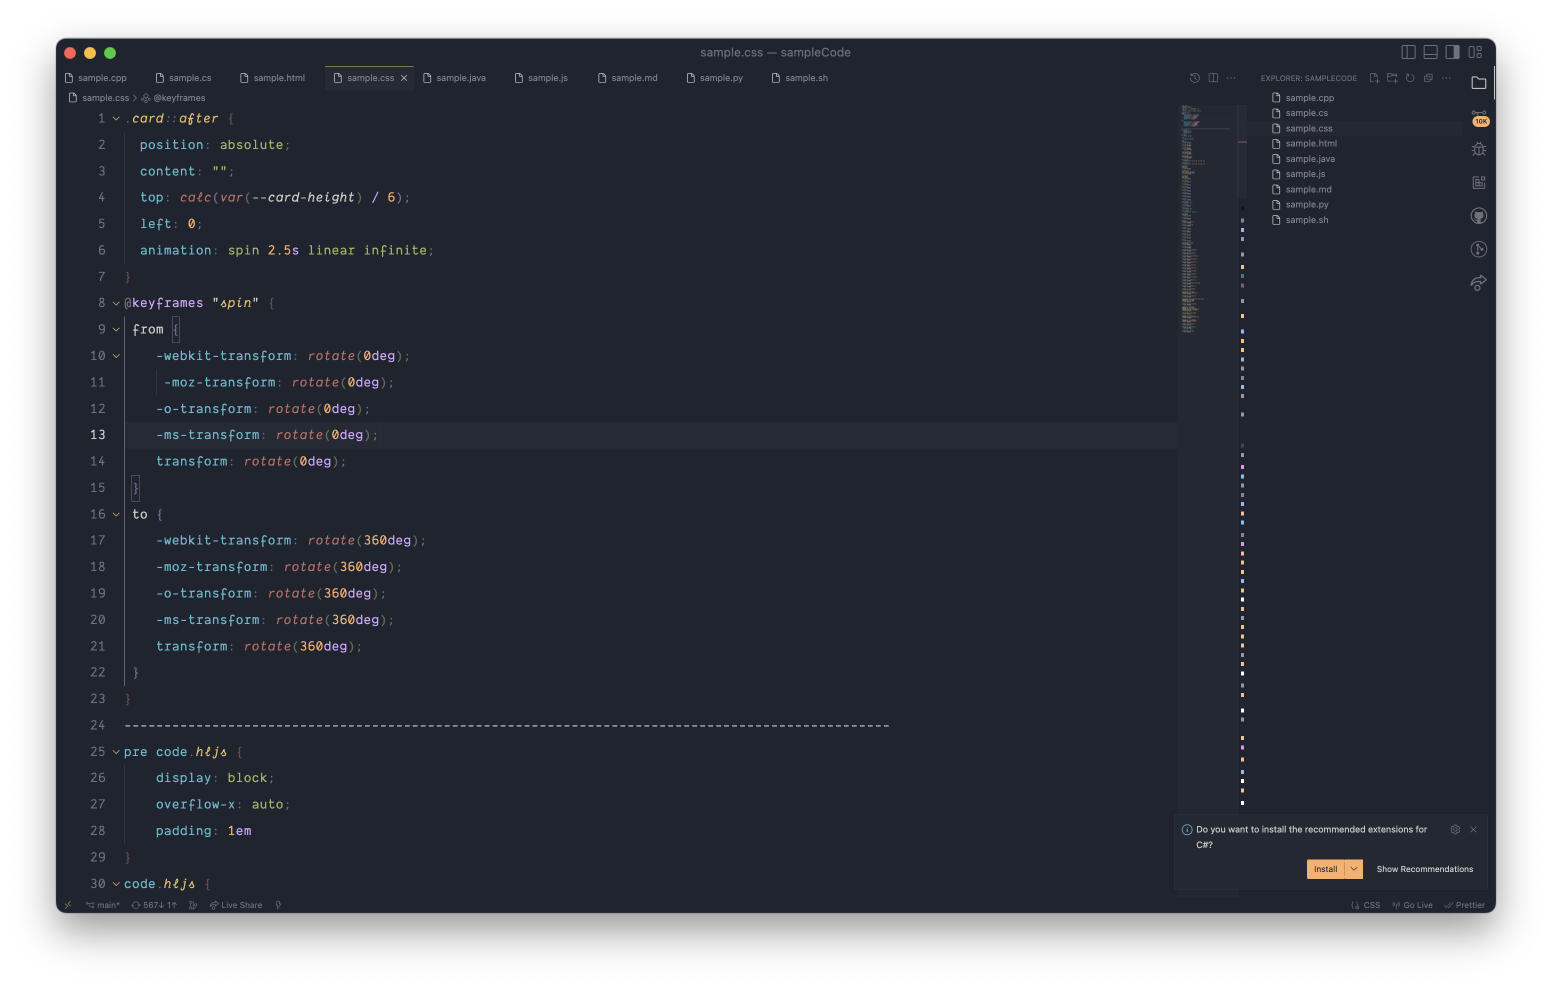 sample.css — sampleCode
sample.cpp
sample.cs
sample.html
sample.css
sample.java
sample.js
sample.md
sample.py
sample.sh
EXPLORER: SAMPLECODE
sample.css > @keyframes
1 .card::after {
2 position: absolute;
3 content: "";
4 top: calc(var(--card-height) / 6);
5 left: 0;
6 animation: spin 2.5s linear infinite;
7 }
8 @keyframes "spin" {
9 from {
10 -webkit-transform: rotate(0deg);
11 -moz-transform: rotate(0deg);
12 -o-transform: rotate(0deg);
13 -ms-transform: rotate(0deg);
14 transform: rotate(0deg);
15 }
16 to {
17 -webkit-transform: rotate(360deg);
18 -moz-transform: rotate(360deg);
19 -o-transform: rotate(360deg);
20 -ms-transform: rotate(360deg);
21 transform: rotate(360deg);
22 }
23 }
24 -----------------------------------------------------------------------------------------------
25 pre code.hljs {
26 display: block;
27 overflow-x: auto;
28 padding: 1em
29 }
30 code.hljs {
sample.cpp
sample.cs
sample.css
sample.html
sample.java
sample.js
sample.md
sample.py
sample.sh
10K
Do you want to install the recommended extensions for
C#?
Install
Show Recommendations
main*
567↓ 1↑
Live Share
CSS
Go Live
Prettier